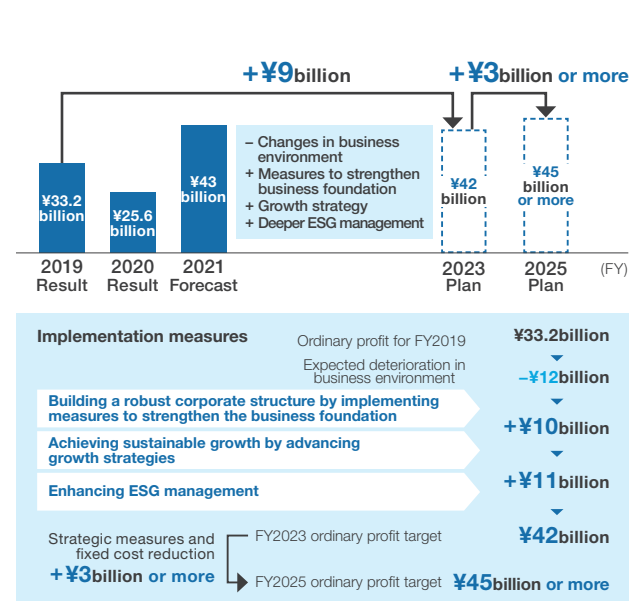 +¥9billion
+¥3billion or more
– Changes in business
environment
+ Measures to strengthen
business foundation
+ Growth strategy
+ Deeper ESG management
¥33.2
billion
¥25.6
billion
¥43
billion
¥42
billion
¥45
billion
or more
2019
Result
2020
Result
2021
Forecast
2023
Plan
2025
Plan
(FY)
Implementation measures
Ordinary profit for FY2019
¥33.2billion
Expected deterioration in
business environment
–¥12billion
Building a robust corporate structure by implementing
measures to strengthen the business foundation
+¥10billion
Achieving sustainable growth by advancing
growth strategies
Enhancing ESG management
+¥11billion
Strategic measures and
fixed cost reduction
+¥3billion or more
FY2023 ordinary profit target
¥42billion
FY2025 ordinary profit target
¥45billion or more